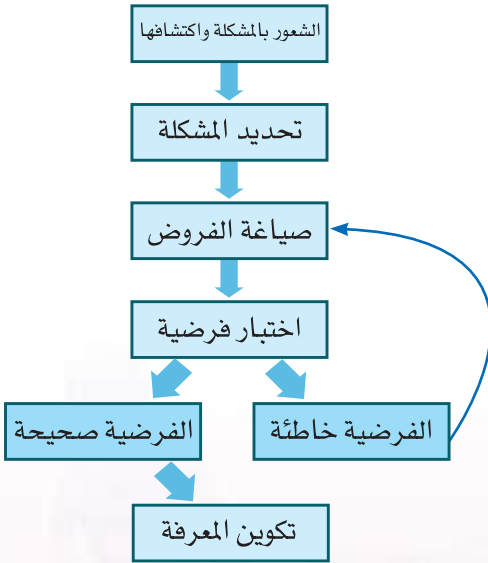 الشعور بالمشكلة واكتشافها
تحديد المشكلة
صياغة الفروض
اختبار فرضية
الفرضية خاطئة
الفرضية صحيحة
تكوين المعرفة